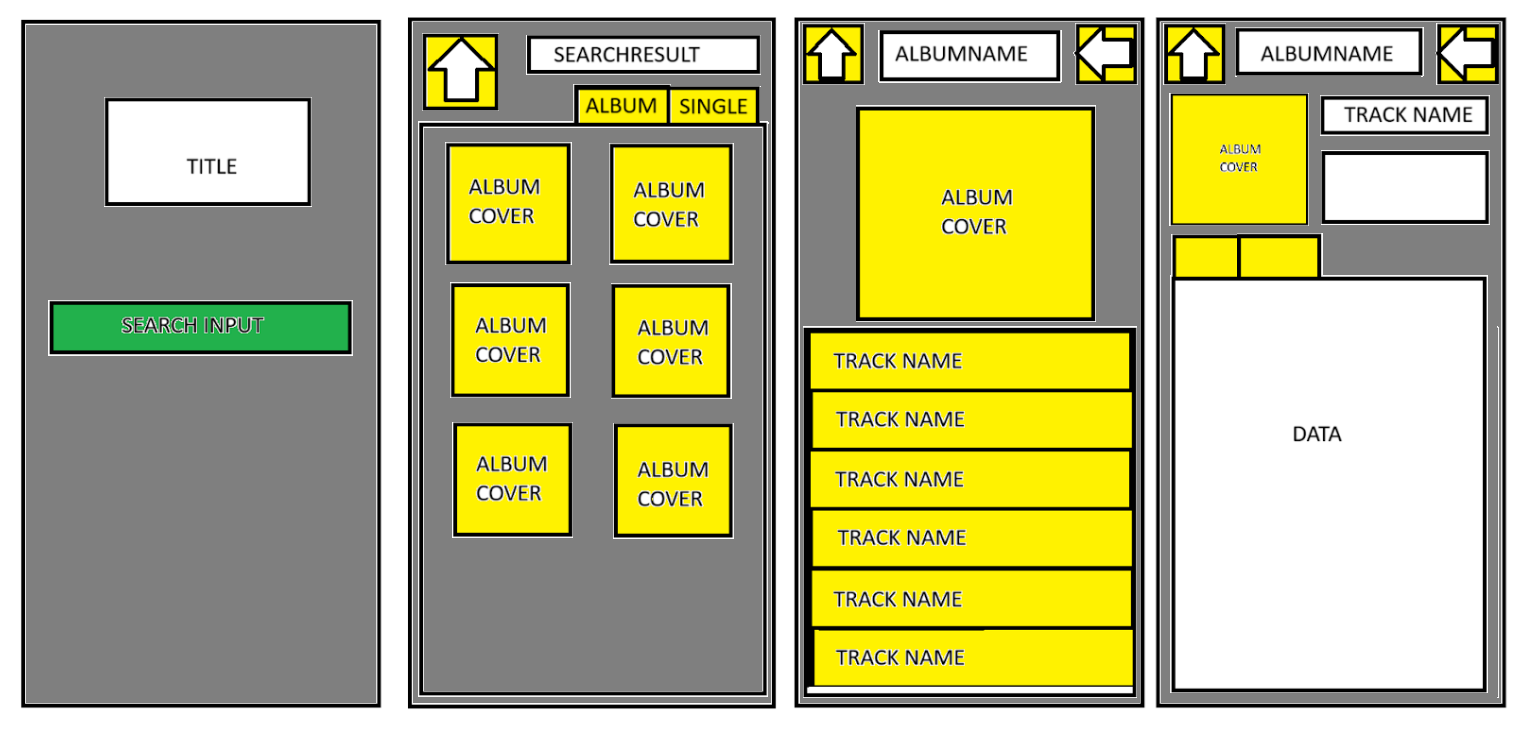 TITLE
SEARCH INPUT
SEARCHRESULT
ALBUM
SINGLE
ALBUM
COVER
ALBUM
COVER
ALBUM
COVER
ALBUM
COVER
ALBUM
COVER
ALBUM
COVER
ALBUMNAME
ALBUM
COVER
TRACK NAME
TRACK NAME
TRACK NAME
TRACK NAME
TRACK NAME
TRACK NAME
ALBUMNAME
ALBUM
COVER
TRACK NAME
DATA